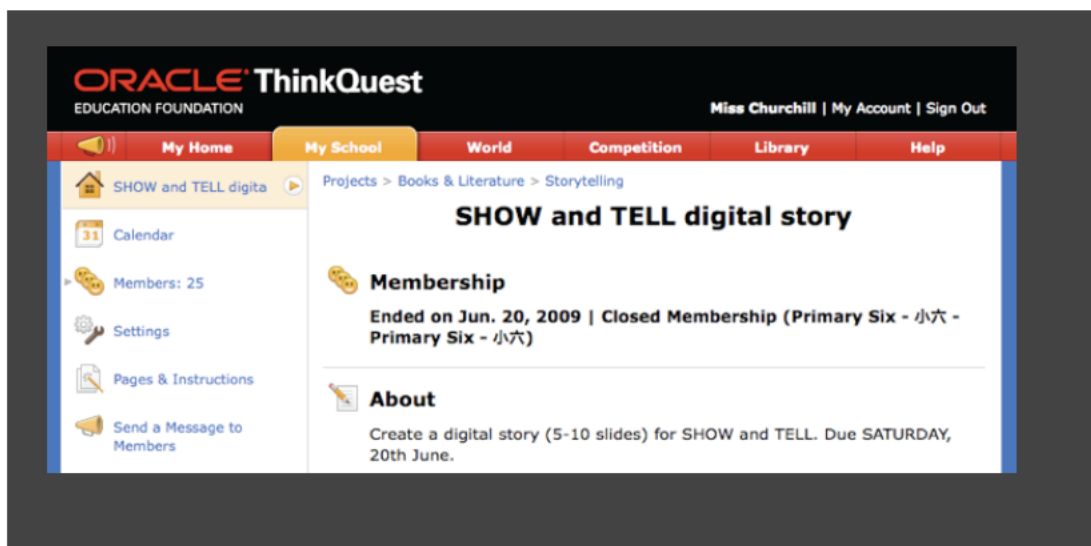 ORACLE ThinkQuest
EDUCATION FOUNDATION
Miss Churchill | My Account | Sign Out
My Home
My School
World
Competition
Library
Help
SHOW and TELL digita
31
Calendar
Members: 25
Settings
Pages & Instructions
Send a Message to
Members
Projects > Books & Literature > Storytelling
SHOW and TELL digital story
Membership
Ended on Jun. 20, 2009 | Closed Membership (Primary Six - 小六 -
Primary Six - 小六)
About
Create a digital story (5-10 slides) for SHOW and TELL. Due SATURDAY,
20th June.